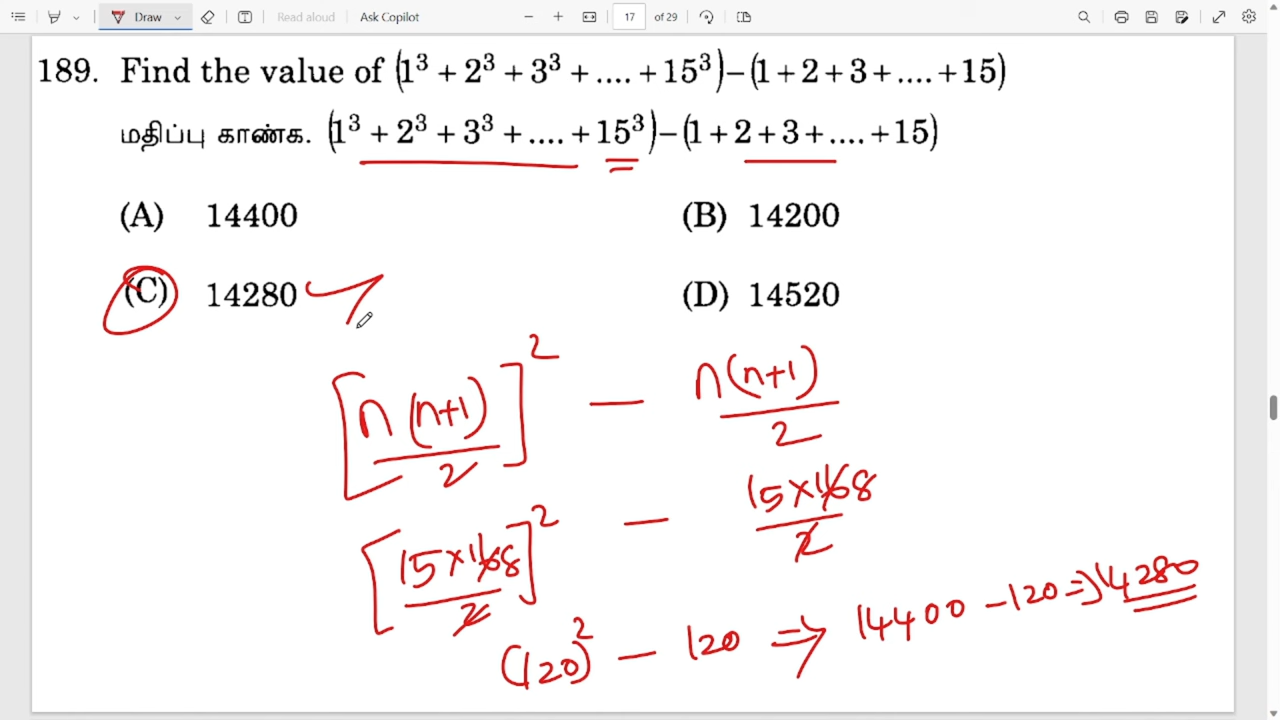 Draw
Read aloud
Ask Copilot
17 of 29
189. Find the value of (1³ + 2³ + 3³ + .... + 15³) – (1 + 2 + 3 + .... + 15)
மதிப்பு காண்க. (1³ + 2³ + 3³ + .... + 15³) – (1 + 2 + 3 + .... + 15)
(A) 14400
(B) 14200
(C) 14280
(D) 14520
[n(n+1)/2]² – n(n+1)/2
[15×16 8/2]² – 15×16 8/2
(120)² – 120 ⇒ 14400 – 120 ⇒ 14280